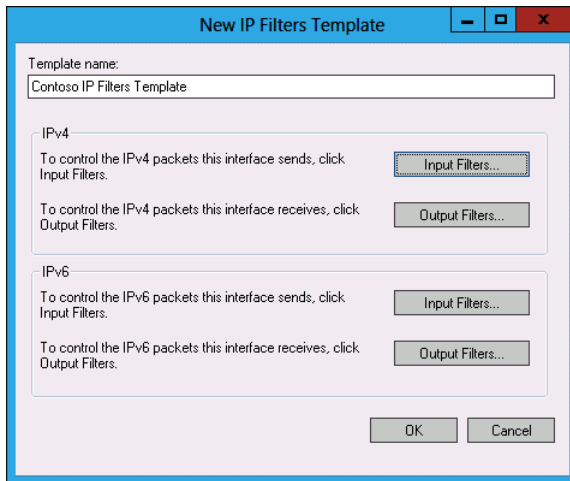 New IP Filters Template
Template name:
Contoso IP Filters Template
IPv4
To control the IPv4 packets this interface sends, click
Input Filters.
Input Filters...
To control the IPv4 packets this interface receives, click
Output Filters.
Output Filters...
IPv6
To control the IPv6 packets this interface sends, click
Input Filters.
Input Filters...
To control the IPv6 packets this interface receives, click
Output Filters.
Output Filters...
OK
Cancel